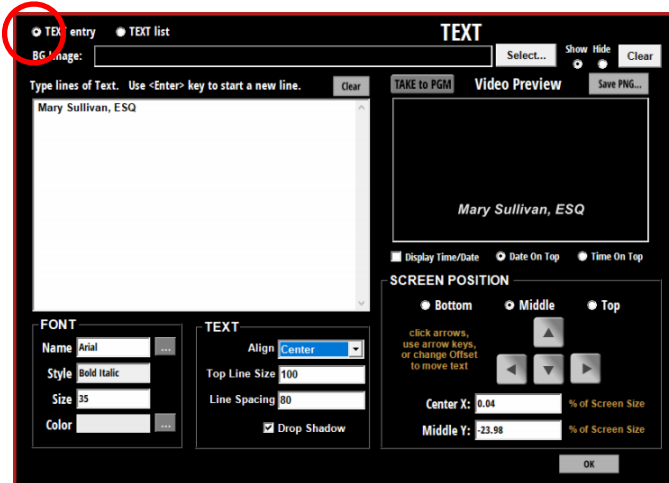 TEXT entry TEXT list TEXT
BG Image: Select... Show Hide Clear
Type lines of Text. Use <Enter> key to start a new line. Clear
TAKE to PGM Video Preview Save PNG...
Mary Sullivan, ESQ
Mary Sullivan, ESQ
Display Time/Date Date On Top Time On Top
SCREEN POSITION
Bottom Middle Top
click arrows,
use arrow keys,
or change Offset
to move text
Center X: 0.04 % of Screen Size
Middle Y: -23.98 % of Screen Size
FONT
Name Arial ...
Style Bold Italic
Size 35
Color ...
TEXT
Align Center
Top Line Size 100
Line Spacing 80
Drop Shadow
OK